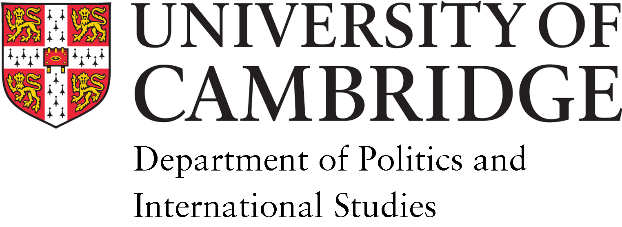 UNIVERSITY OF
CAMBRIDGE
Department of Politics and
International Studies